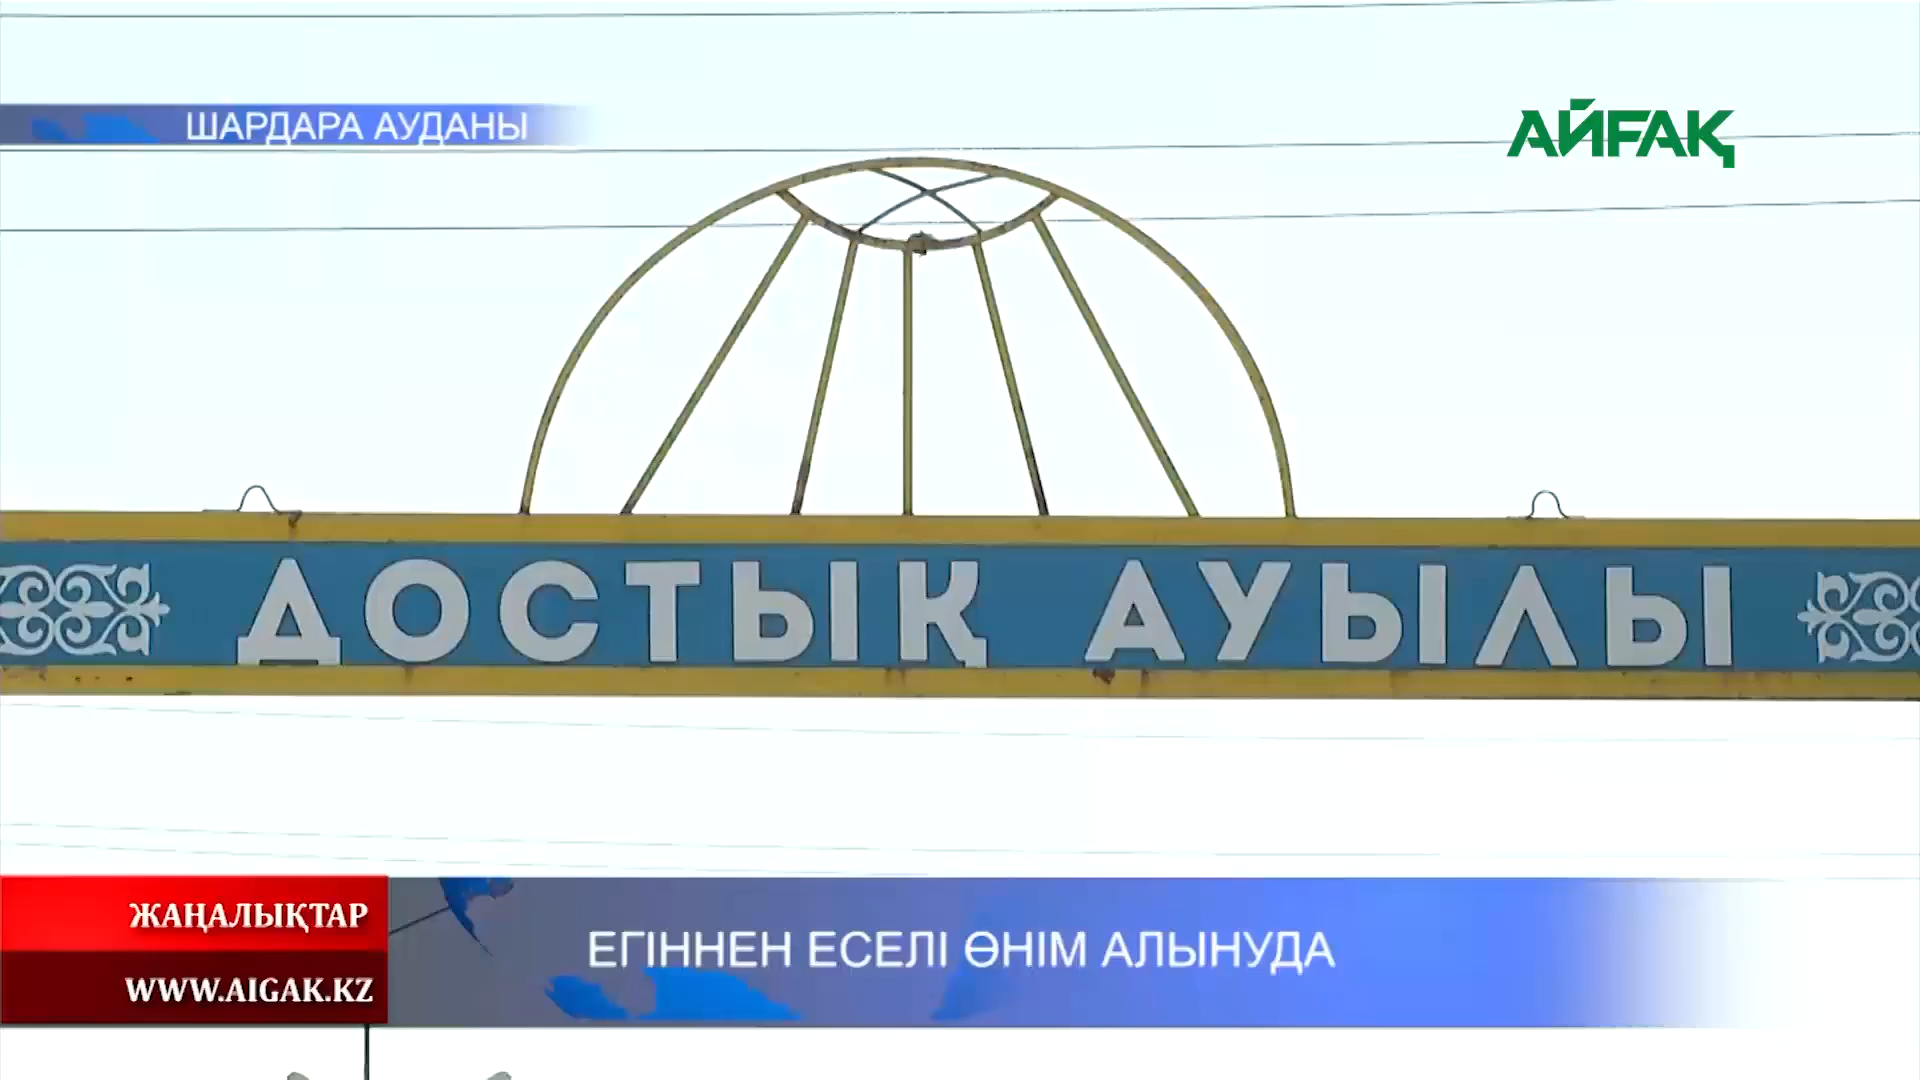 ШАРДАРА АУДАНЫ
АЙҒАҚ
ДОСТЫҚ АУЫЛЫ
ЖАҢАЛЫҚТАР
WWW.AIGAK.KZ
ЕГІННЕН ЕСЕЛІ ӨНІМ АЛЫНУДА